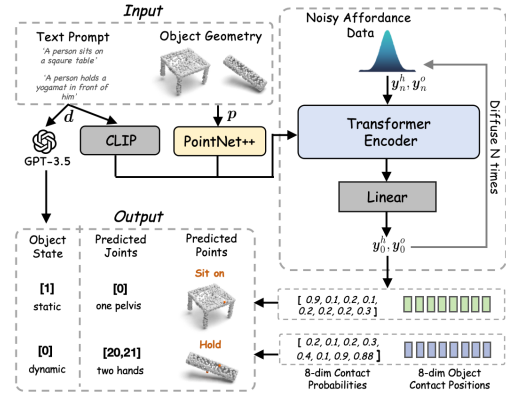 Input
Text Prompt
'A person sits on
a sqaure table'
'A person holds a
yogamat in front of
him'
Object Geometry
d
p
GPT-3.5
CLIP
PointNet++
Noisy Affordance
Data
y_n^h, y_n^o
Transformer
Encoder
Linear
y_0^h, y_0^o
Diffuse N times
Output
Object
State
Predicted
Joints
Predicted
Points
[1]
static
[0]
one pelvis
Sit on
[0]
dynamic
[20,21]
two hands
Hold
[ 0.9, 0.1, 0.2, 0.1,
0.2, 0.2, 0.2, 0.3 ]
[ 0.2, 0.1, 0.2, 0.3,
0.4, 0.1, 0.9, 0.88 ]
8-dim Contact
Probabilities
8-dim Object
Contact Positions